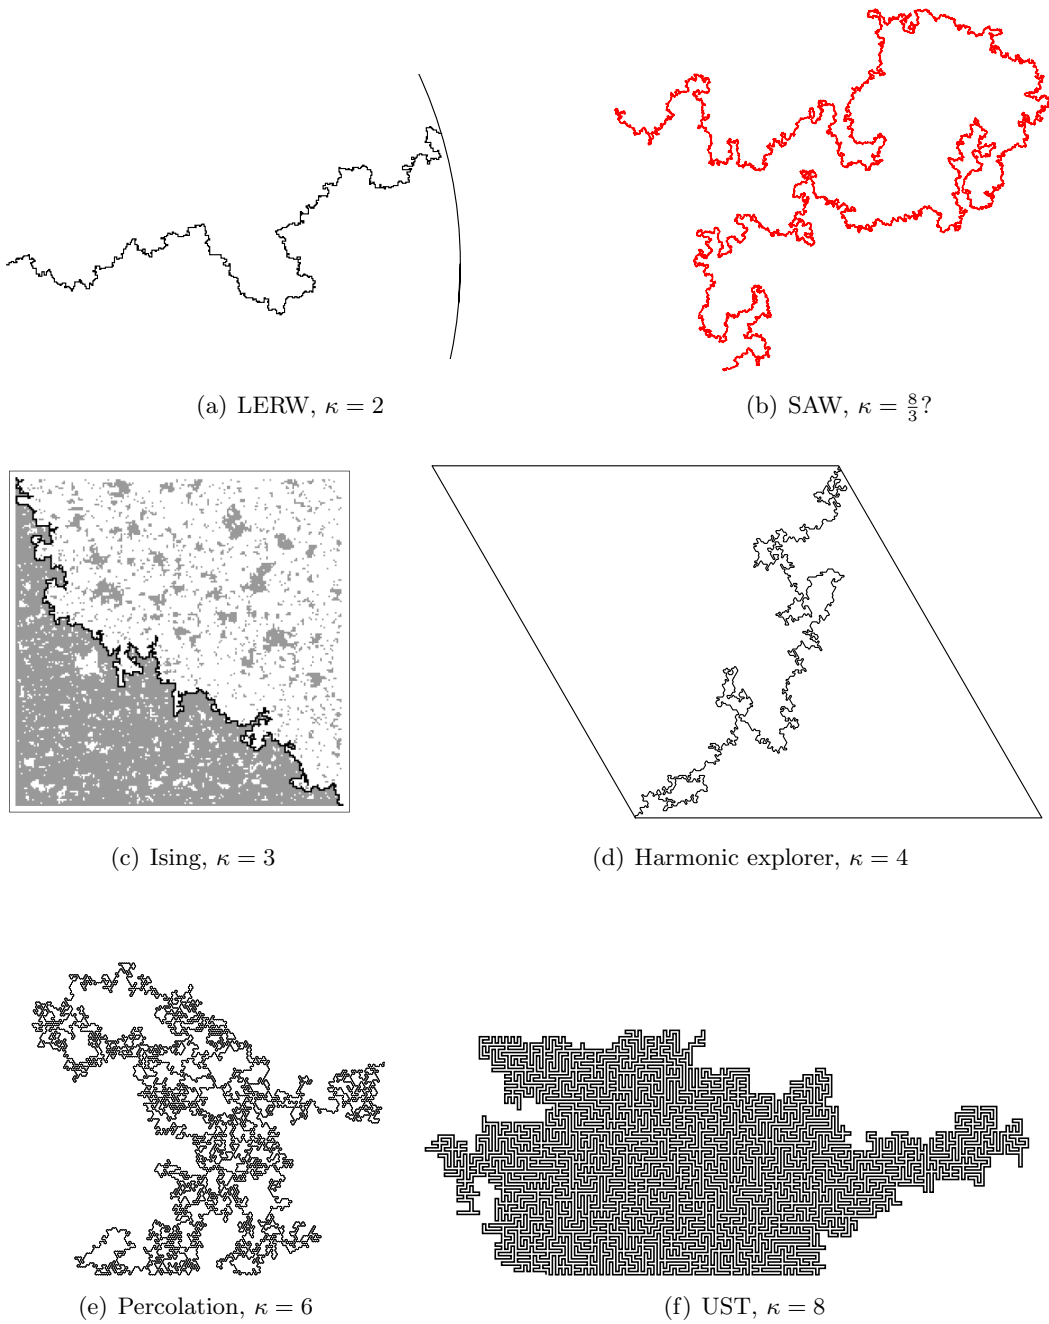 (a) LERW, κ = 2
(b) SAW, κ = 8/3?
(c) Ising, κ = 3
(d) Harmonic explorer, κ = 4
(e) Percolation, κ = 6
(f) UST, κ = 8